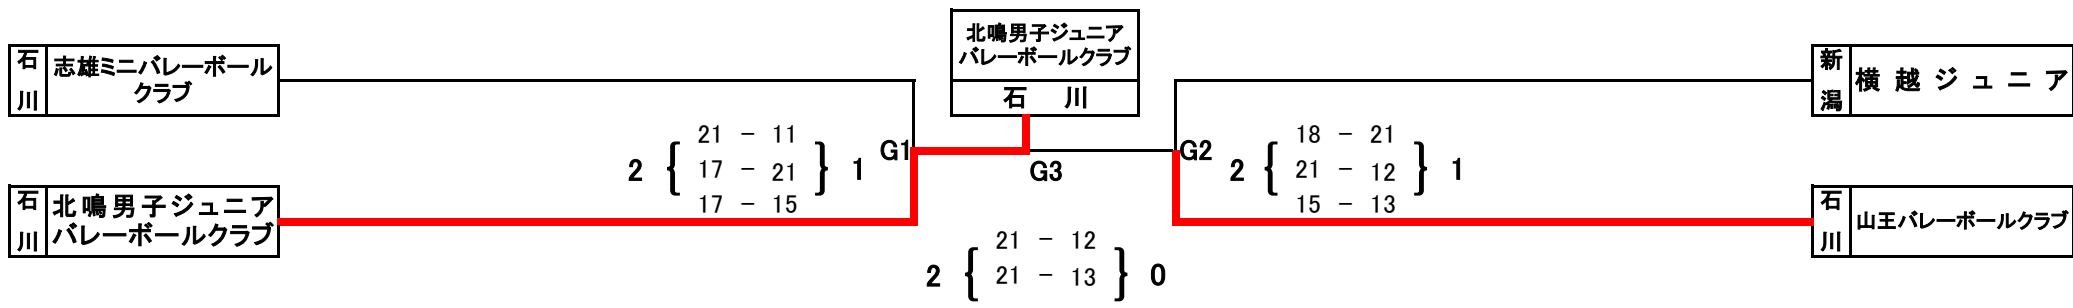 北鳴男子ジュニア
バレーボールクラブ
石 川
石
川
志雄ミニバレーボール
クラブ
新
潟
横越ジュニア
21 - 11
2 { 17 - 21 } 1
17 - 15
G1
G3
G2
18 - 21
2 { 21 - 12 } 1
15 - 13
石
川
北鳴男子ジュニア
バレーボールクラブ
石
川
山王バレーボールクラブ
21 - 12
2 { 21 - 13 } 0